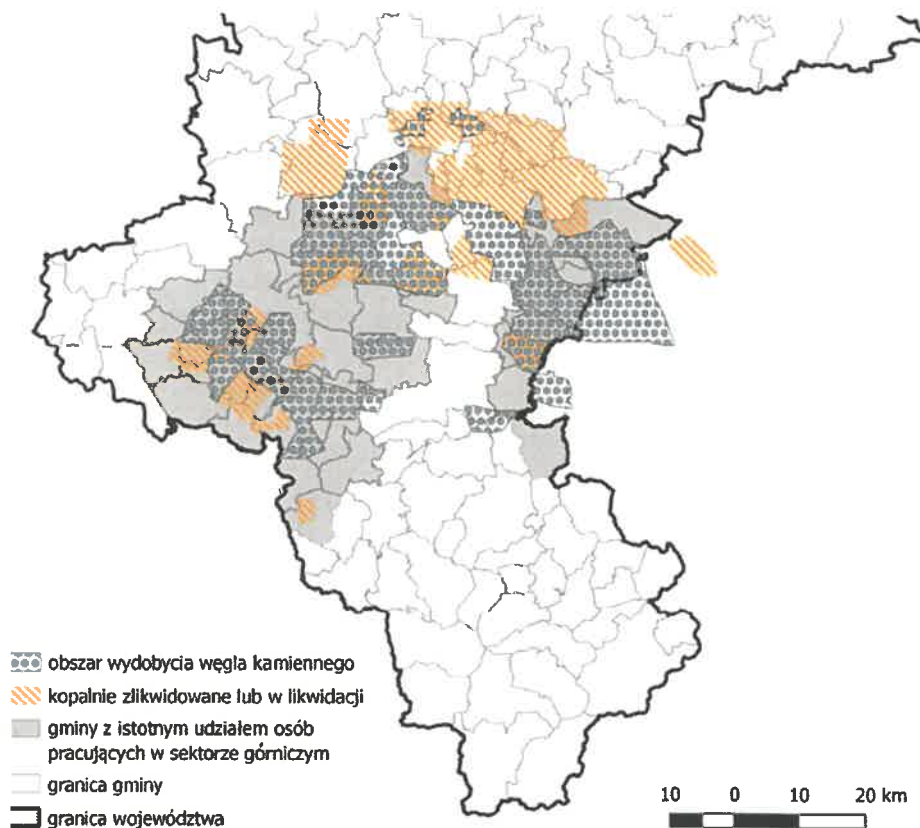 obszar wydobycia węgla kamiennego
kopalnie zlikwidowane lub w likwidacji
gminy z istotnym udziałem osób
pracujących w sektorze górniczym
granica gminy
granica województwa
10 0 10 20 km